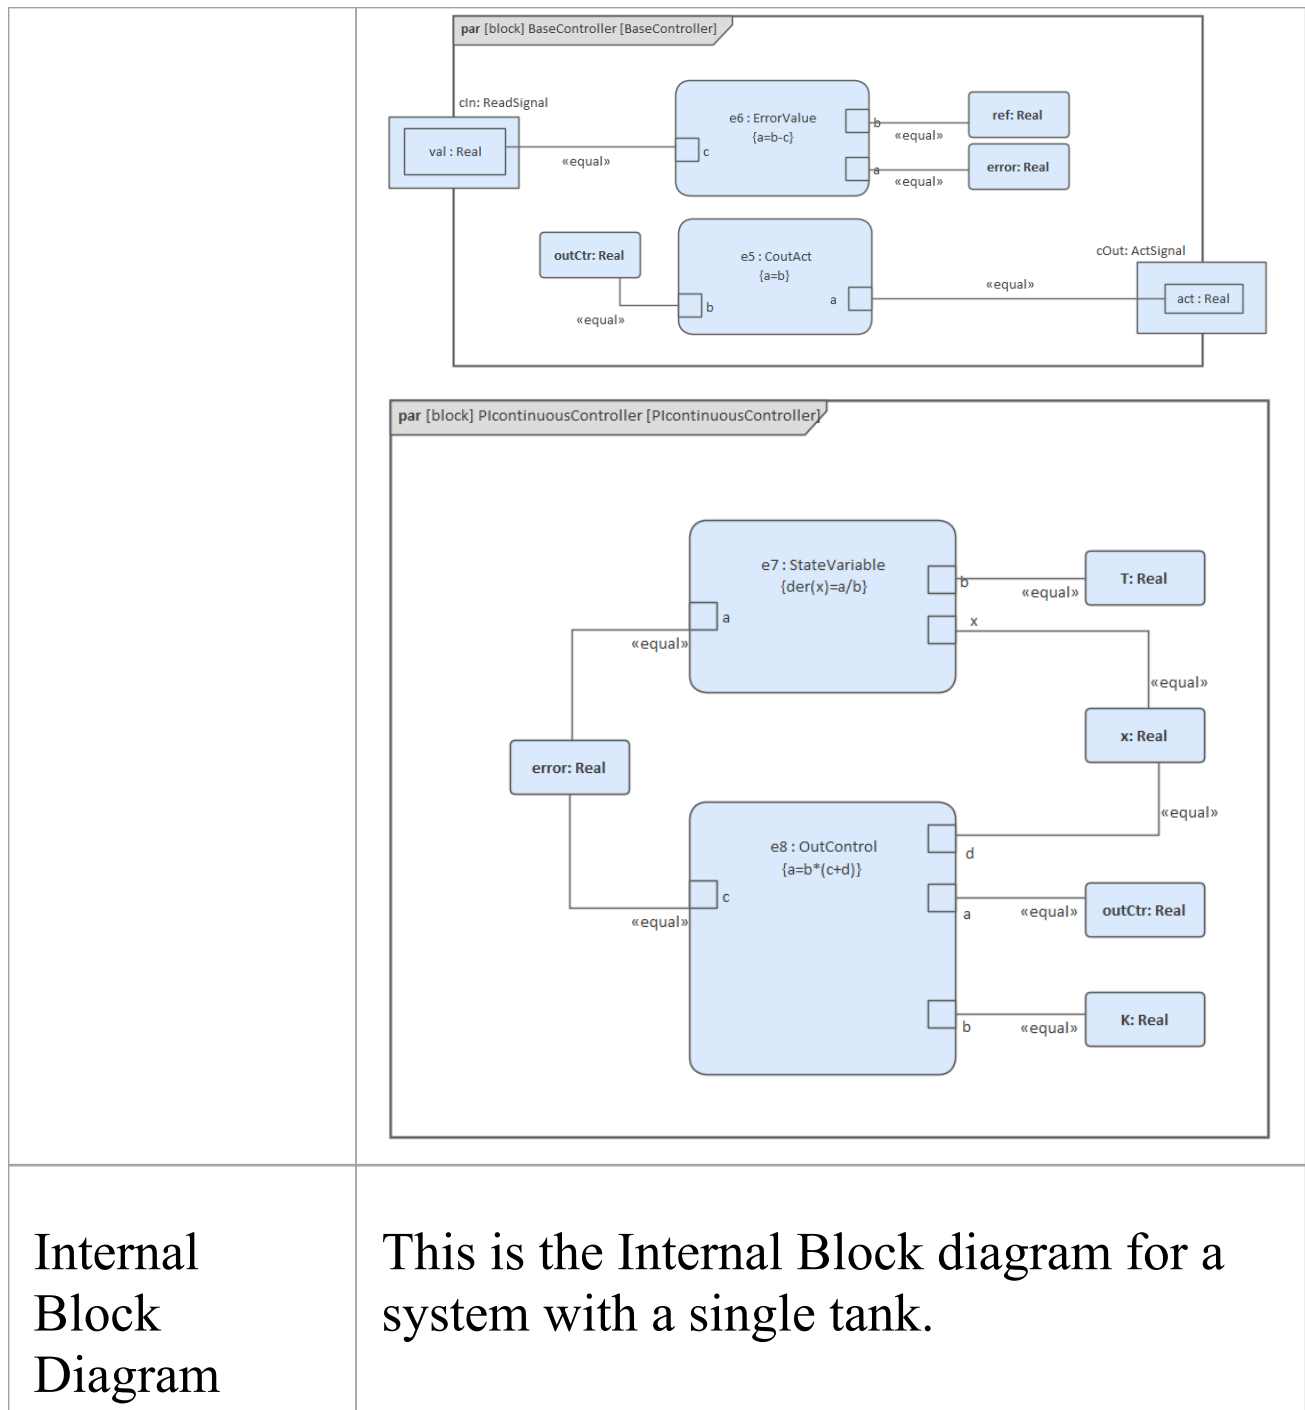 par [block] BaseController [BaseController]
cIn: ReadSignal
val : Real
«equal»
c
e6 : ErrorValue
{a=b-c}
b
«equal»
ref: Real
a
«equal»
error: Real
outCtr: Real
«equal»
b
e5 : CoutAct
{a=b}
a
«equal»
cOut: ActSignal
act : Real
par [block] PIcontinuousController [PIcontinuousController]
e7 : StateVariable
{der(x)=a/b}
a
«equal»
b
«equal»
T: Real
x
«equal»
x: Real
«equal»
error: Real
e8 : OutControl
{a=b*(c+d)}
c
«equal»
d
a
«equal»
outCtr: Real
b
«equal»
K: Real
Internal
Block
Diagram
This is the Internal Block diagram for a
system with a single tank.